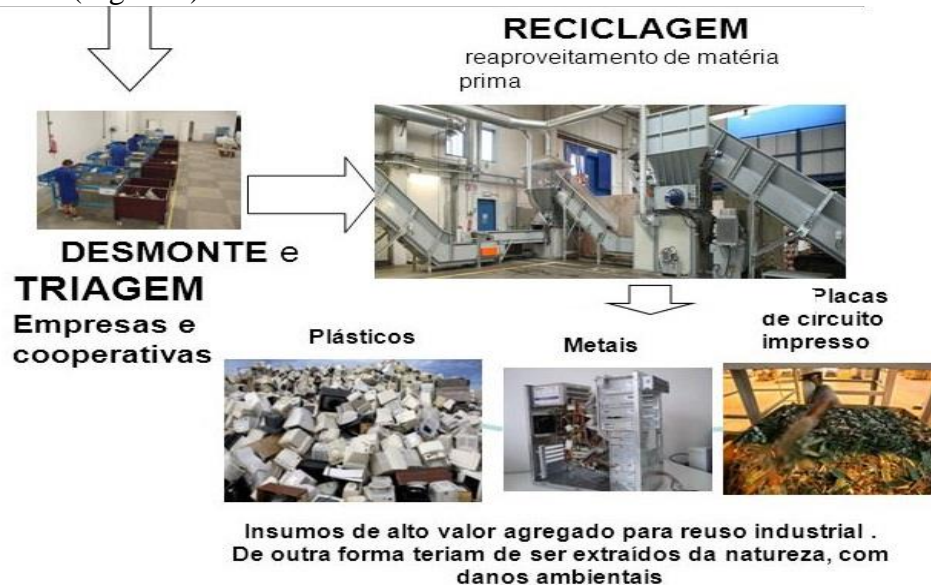 RECICLAGEM
reaproveitamento de matéria
prima
DESMONTE e
TRIAGEM
Empresas e
cooperativas
Plásticos
Metais
Placas
de circuito
impresso
Insumos de alto valor agregado para reuso industrial .
De outra forma teriam de ser extraídos da natureza, com
danos ambientais